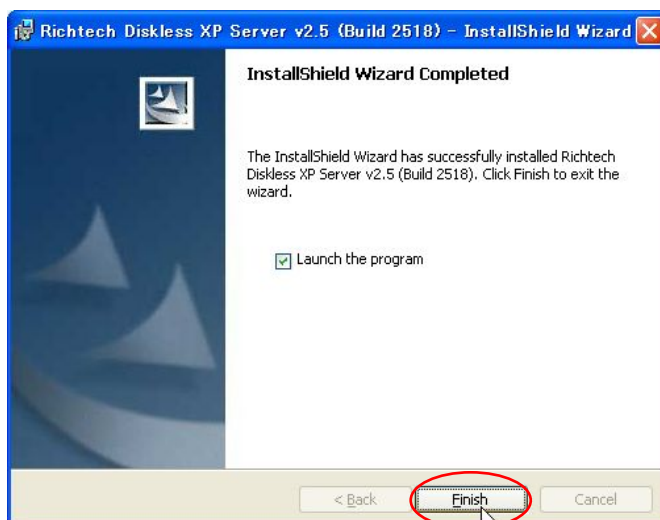 Richtech Diskless XP Server v2.5 (Build 2518) - InstallShield Wizard
InstallShield Wizard Completed
The InstallShield Wizard has successfully installed Richtech
Diskless XP Server v2.5 (Build 2518). Click Finish to exit the
wizard.
Launch the program
< Back
Finish
Cancel